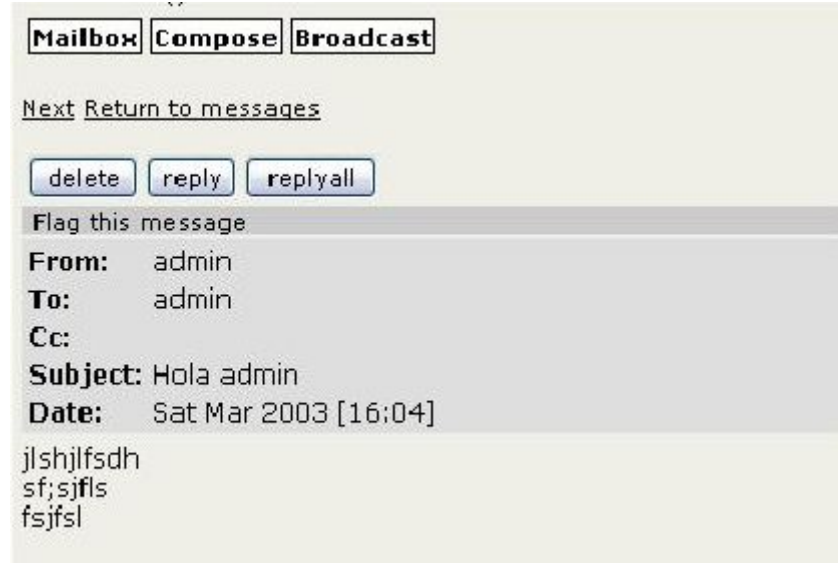 Mailbox Compose Broadcast
Next Return to messages
delete reply replyall
Flag this message
From: admin
To: admin
Cc:
Subject: Hola admin
Date: Sat Mar 2003 [16:04]
jlshjlfsdh
sf;sjfls
fsjfsl